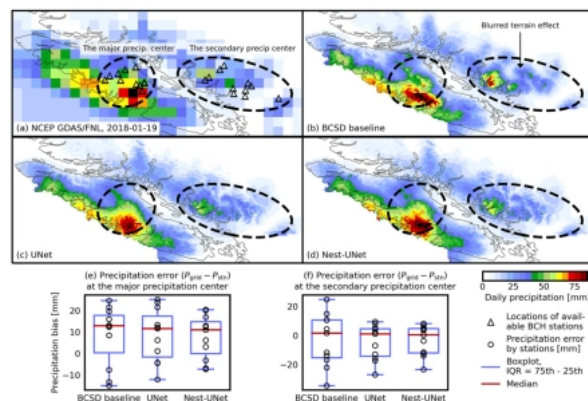 The major precip. center
The secondary precip center
Blurred terrain effect
(a) NCEP GDAS/FNL, 2018-01-19
(b) BCSD baseline
(c) UNet
(d) Nest-UNet
(e) Precipitation error (Pgrid − Pstn)
at the major precipitation center
(f) Precipitation error (Pgrid − Pstn)
at the secondary precipitation center
Precipitation bias [mm]
20
10
0
−10
BCSD baseline UNet Nest-UNet
20
0
−20
BCSD baseline UNet Nest-UNet
0 25 50 75
Daily precipitation [mm]
Locations of avail-
able BCH stations
Precipitation error
by stations [mm]
Boxplot,
IQR = 75th - 25th
Median